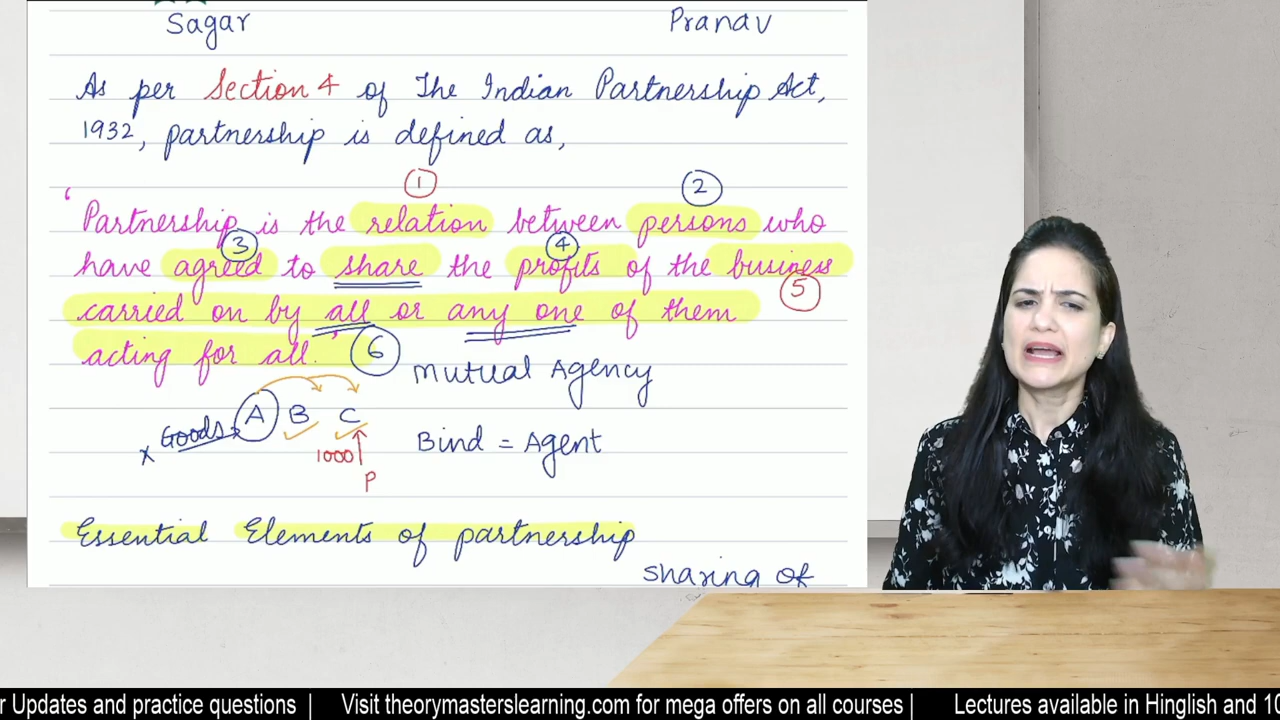 Sagar Pranav
As per Section 4 of The Indian Partnership Act,
1932, partnership is defined as,
① ②
'Partnership is the relation between persons who
③ ④
have agreed to share the profits of the business
⑤
carried on by all or any one of them
acting for all.' ⑥
Mutual Agency
A B C
x Goods
Bind = Agent
1000
P
Essential Elements of partnership
sharing of
r Updates and practice questions | Visit theorymasterslearning.com for mega offers on all courses | Lectures available in Hinglish and 10